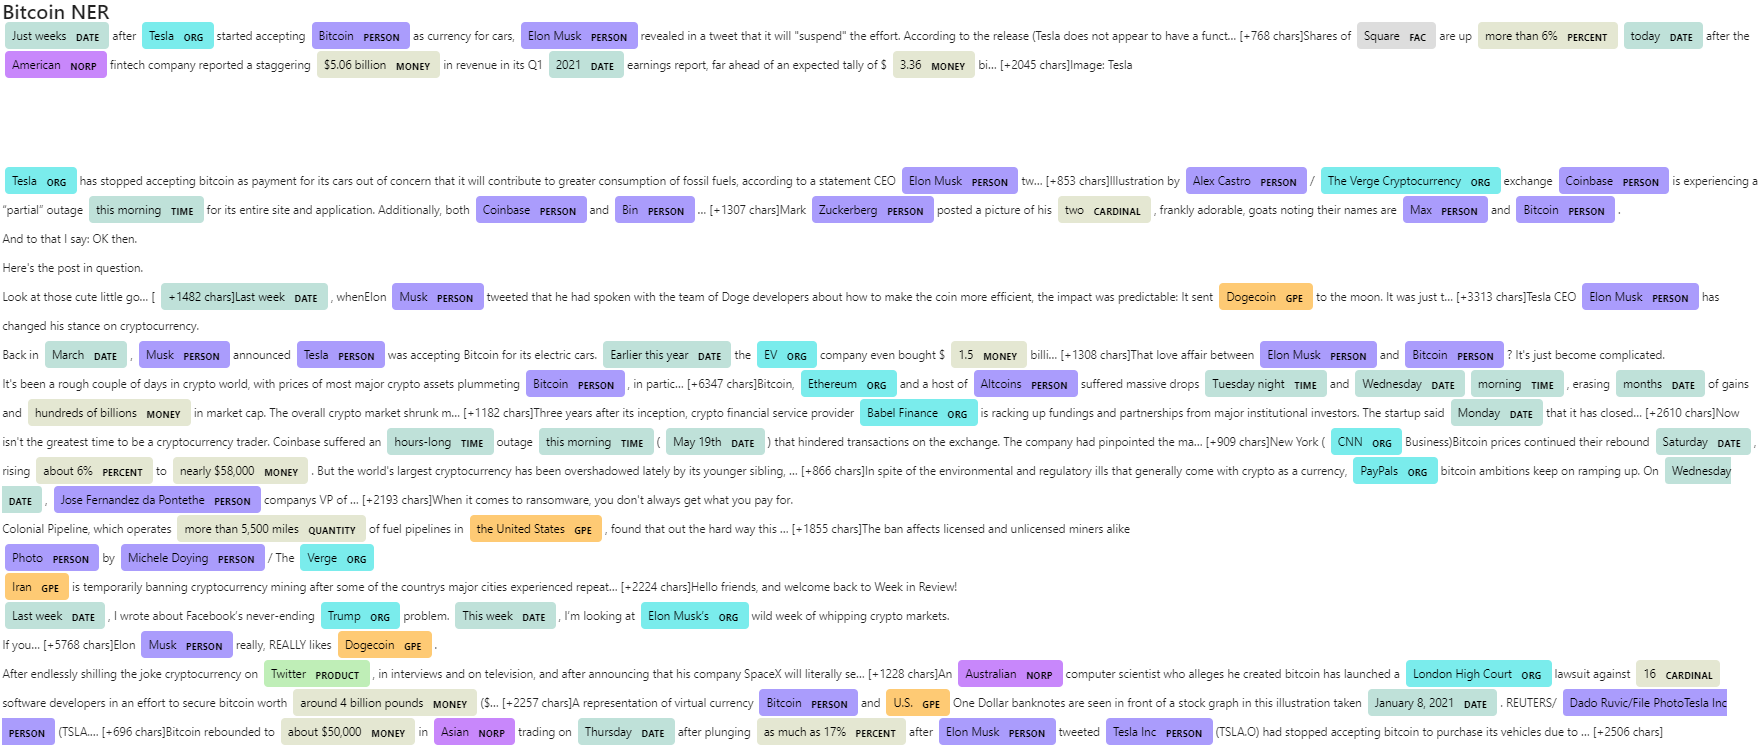 Bitcoin NER
Just weeks DATE after Tesla ORG started accepting Bitcoin PERSON as currency for cars, Elon Musk PERSON revealed in a tweet that it will "suspend" the effort. According to the release (Tesla does not appear to have a funct... [+768 chars]Shares of Square FAC are up more than 6% PERCENT today DATE after the
American NORP fintech company reported a staggering $5.06 billion MONEY in revenue in its Q1 2021 DATE earnings report, far ahead of an expected tally of $ 3.36 MONEY bi... [+2045 chars]Image: Tesla
Tesla ORG has stopped accepting bitcoin as payment for its cars out of concern that it will contribute to greater consumption of fossil fuels, according to a statement CEO Elon Musk PERSON tw... [+853 chars]Illustration by Alex Castro PERSON / The Verge Cryptocurrency ORG exchange Coinbase PERSON is experiencing a
"partial" outage this morning TIME for its entire site and application. Additionally, both Coinbase PERSON and Bin PERSON ... [+1307 chars]Mark Zuckerberg PERSON posted a picture of his two CARDINAL , frankly adorable, goats noting their names are Max PERSON and Bitcoin PERSON .
And to that I say: OK then.
Here's the post in question.
Look at those cute little go... [ +1482 chars]Last week DATE , whenElon Musk PERSON tweeted that he had spoken with the team of Doge developers about how to make the coin more efficient, the impact was predictable: It sent Dogecoin GPE to the moon. It was just t... [+3313 chars]Tesla CEO Elon Musk PERSON has
changed his stance on cryptocurrency.
Back in March DATE , Musk PERSON announced Tesla PERSON was accepting Bitcoin for its electric cars. Earlier this year DATE the EV ORG company even bought $ 1.5 MONEY billi... [+1308 chars]That love affair between Elon Musk PERSON and Bitcoin PERSON ? It's just become complicated.
It's been a rough couple of days in crypto world, with prices of most major crypto assets plummeting Bitcoin PERSON , in partic... [+6347 chars]Bitcoin, Ethereum ORG and a host of Altcoins PERSON suffered massive drops Tuesday night TIME and Wednesday DATE morning TIME , erasing months DATE of gains
and hundreds of billions MONEY in market cap. The overall crypto market shrunk m... [+1182 chars]Three years after its inception, crypto financial service provider Babel Finance ORG is racking up fundings and partnerships from major institutional investors. The startup said Monday DATE that it has closed... [+2610 chars]Now
isn't the greatest time to be a cryptocurrency trader. Coinbase suffered an hours-long TIME outage this morning TIME ( May 19th DATE ) that hindered transactions on the exchange. The company had pinpointed the ma... [+909 chars]New York ( CNN ORG Business)Bitcoin prices continued their rebound Saturday DATE ,
rising about 6% PERCENT to nearly $58,000 MONEY . But the world's largest cryptocurrency has been overshadowed lately by its younger sibling, ... [+866 chars]In spite of the environmental and regulatory ills that generally come with crypto as a currency, PayPals ORG bitcoin ambitions keep on ramping up. On Wednesday
DATE , Jose Fernandez da Pontethe PERSON companys VP of ... [+2193 chars]When it comes to ransomware, you don't always get what you pay for.
Colonial Pipeline, which operates more than 5,500 miles QUANTITY of fuel pipelines in the United States GPE , found that out the hard way this ... [+1855 chars]The ban affects licensed and unlicensed miners alike
Photo PERSON by Michele Doying PERSON / The Verge ORG
Iran GPE is temporarily banning cryptocurrency mining after some of the countrys major cities experienced repeat... [+2224 chars]Hello friends, and welcome back to Week in Review!
Last week DATE , I wrote about Facebook's never-ending Trump ORG problem. This week DATE , I'm looking at Elon Musk's ORG wild week of whipping crypto markets.
If you... [+5768 chars]Elon Musk PERSON really, REALLY likes Dogecoin GPE .
After endlessly shilling the joke cryptocurrency on Twitter PRODUCT , in interviews and on television, and after announcing that his company SpaceX will literally se... [+1228 chars]An Australian NORP computer scientist who alleges he created bitcoin has launched a London High Court ORG lawsuit against 16 CARDINAL
software developers in an effort to secure bitcoin worth around 4 billion pounds MONEY ($... [+2257 chars]A representation of virtual currency Bitcoin PERSON and U.S. GPE One Dollar banknotes are seen in front of a stock graph in this illustration taken January 8, 2021 DATE . REUTERS/ Dado Ruvic/File PhotoTesla Inc
PERSON (TSLA.... [+696 chars]Bitcoin rebounded to about $50,000 MONEY in Asian NORP trading on Thursday DATE after plunging as much as 17% PERCENT after Elon Musk PERSON tweeted Tesla Inc PERSON (TSLA.O) had stopped accepting bitcoin to purchase its vehicles due to ... [+2506 chars]